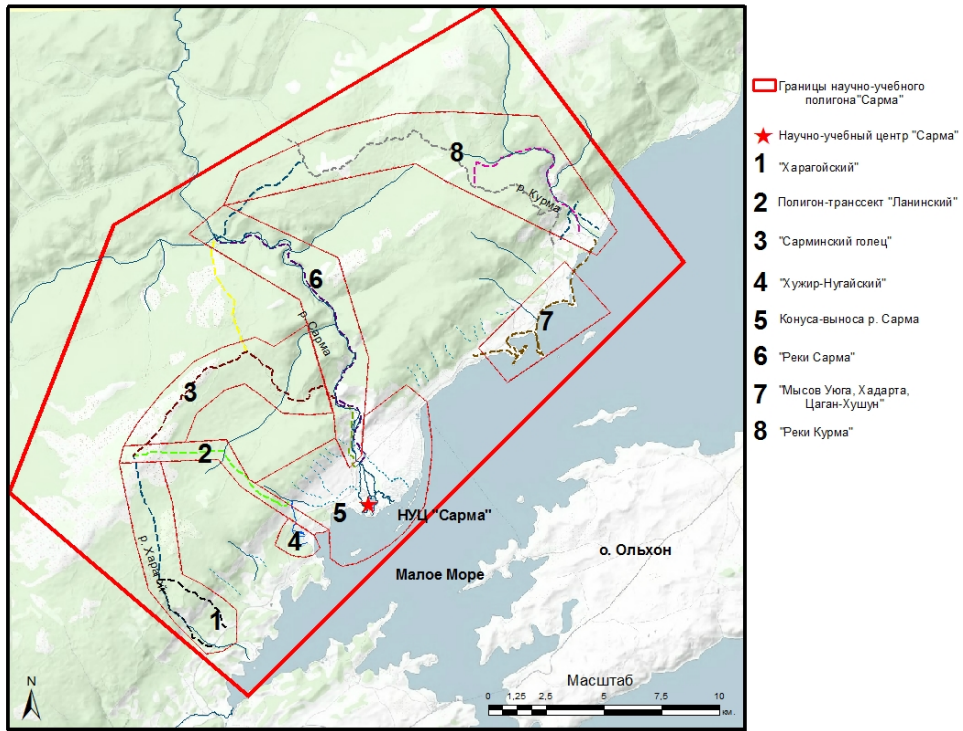 8
р. Курма
6
р. Сарма
7
3
2
5
НУЦ "Сарма"
4
о. Ольхон
Малое Море
р. Харагой
1
N
Масштаб
0 1,25 2,5 5 7,5 10
км.
Границы научно-учебного
полигона"Сарма"
Научно-учебный центр "Сарма"
1 "Харагойский"
2 Полигон-транссект "Ланинский"
3 "Сарминский голец"
4 "Хужир-Нугайский"
5 Конуса-выноса р. Сарма
6 "Реки Сарма"
7 "Мысов Уюга, Хадарта,
Цаган-Хушун"
8 "Реки Курма"